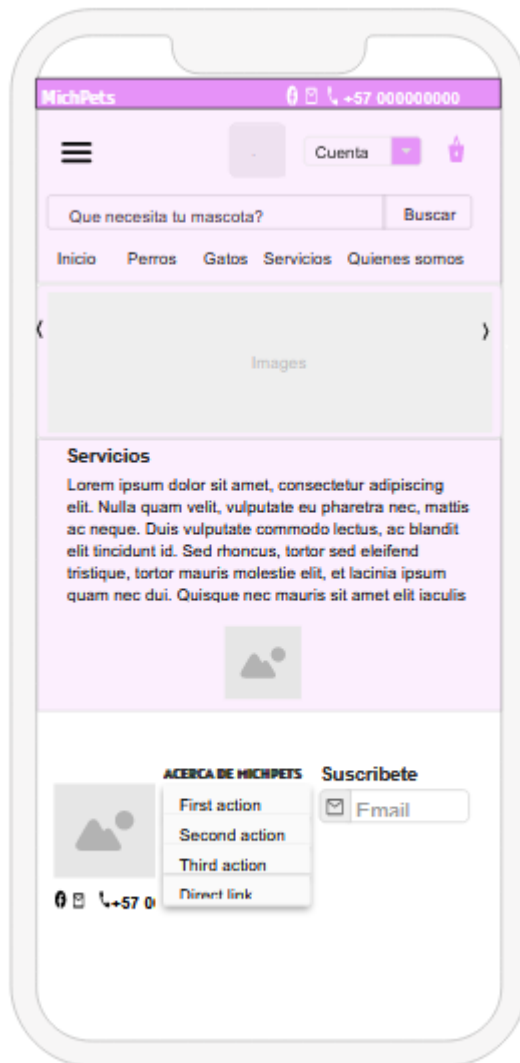 MichPets +57 000000000
Cuenta
Que necesita tu mascota? Buscar
Inicio Perros Gatos Servicios Quienes somos
Images
Servicios
Lorem ipsum dolor sit amet, consectetur adipiscing
elit. Nulla quam velit, vulputate eu pharetra nec, mattis
ac neque. Duis vulputate commodo lectus, ac blandit
elit tincidunt id. Sed rhoncus, tortor sed eleifend
tristique, tortor mauris molestie elit, et lacinia ipsum
quam nec dui. Quisque nec mauris sit amet elit iaculis
ACERCA DE MICHPETS Suscribete
First action Email
Second action
Third action
+57 0 Direct link